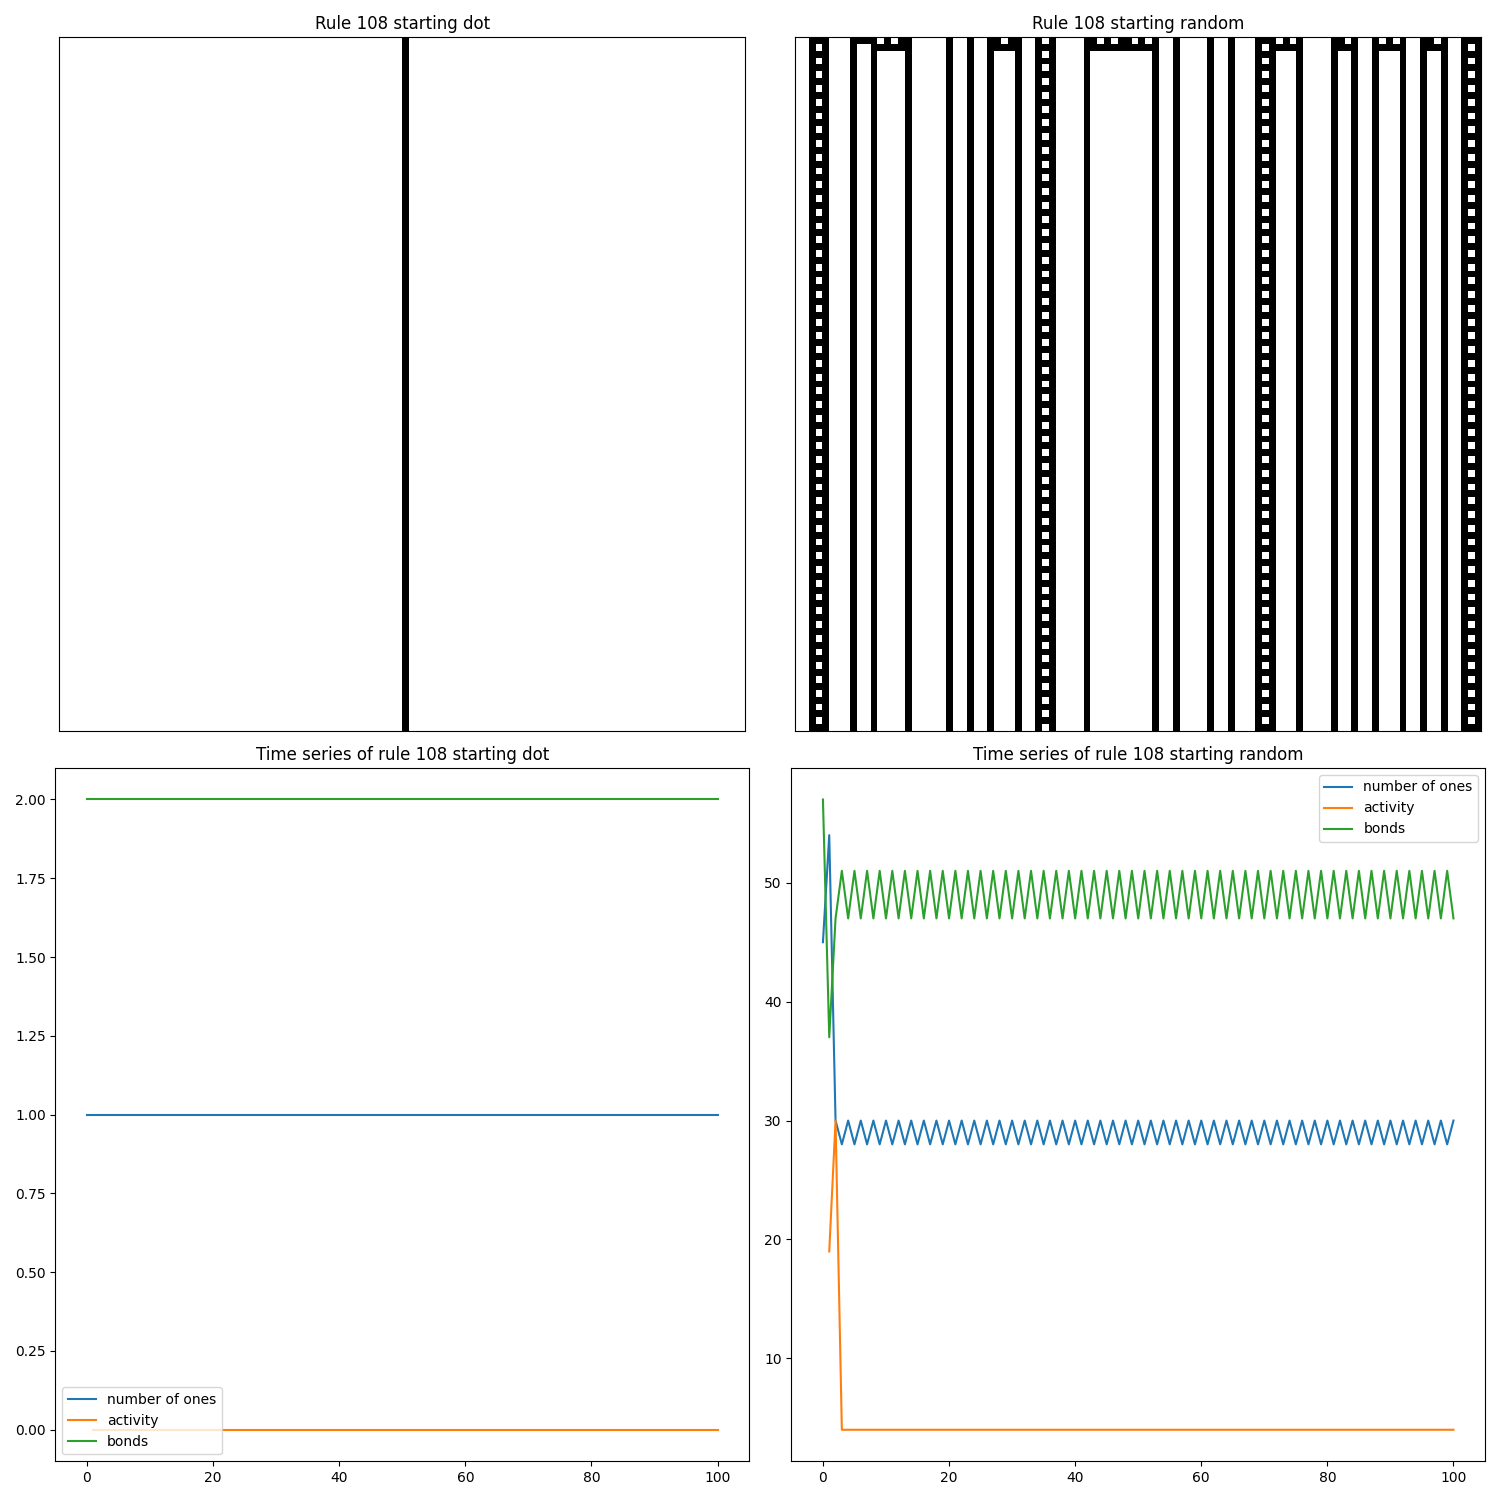 Rule 108 starting dot
Rule 108 starting random
Time series of rule 108 starting dot
2.00
1.75
1.50
1.25
1.00
0.75
0.50
0.25
0.00
number of ones
activity
bonds
0 20 40 60 80 100
Time series of rule 108 starting random
number of ones
activity
bonds
50
40
30
20
10
0 20 40 60 80 100